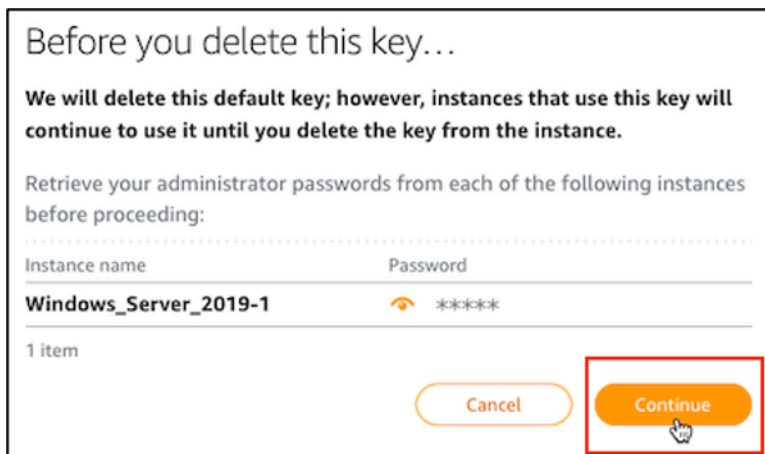 Before you delete this key...
We will delete this default key; however, instances that use this key will
continue to use it until you delete the key from the instance.
Retrieve your administrator passwords from each of the following instances
before proceeding:
Instance name Password
Windows_Server_2019-1 *****
1 item
Cancel Continue